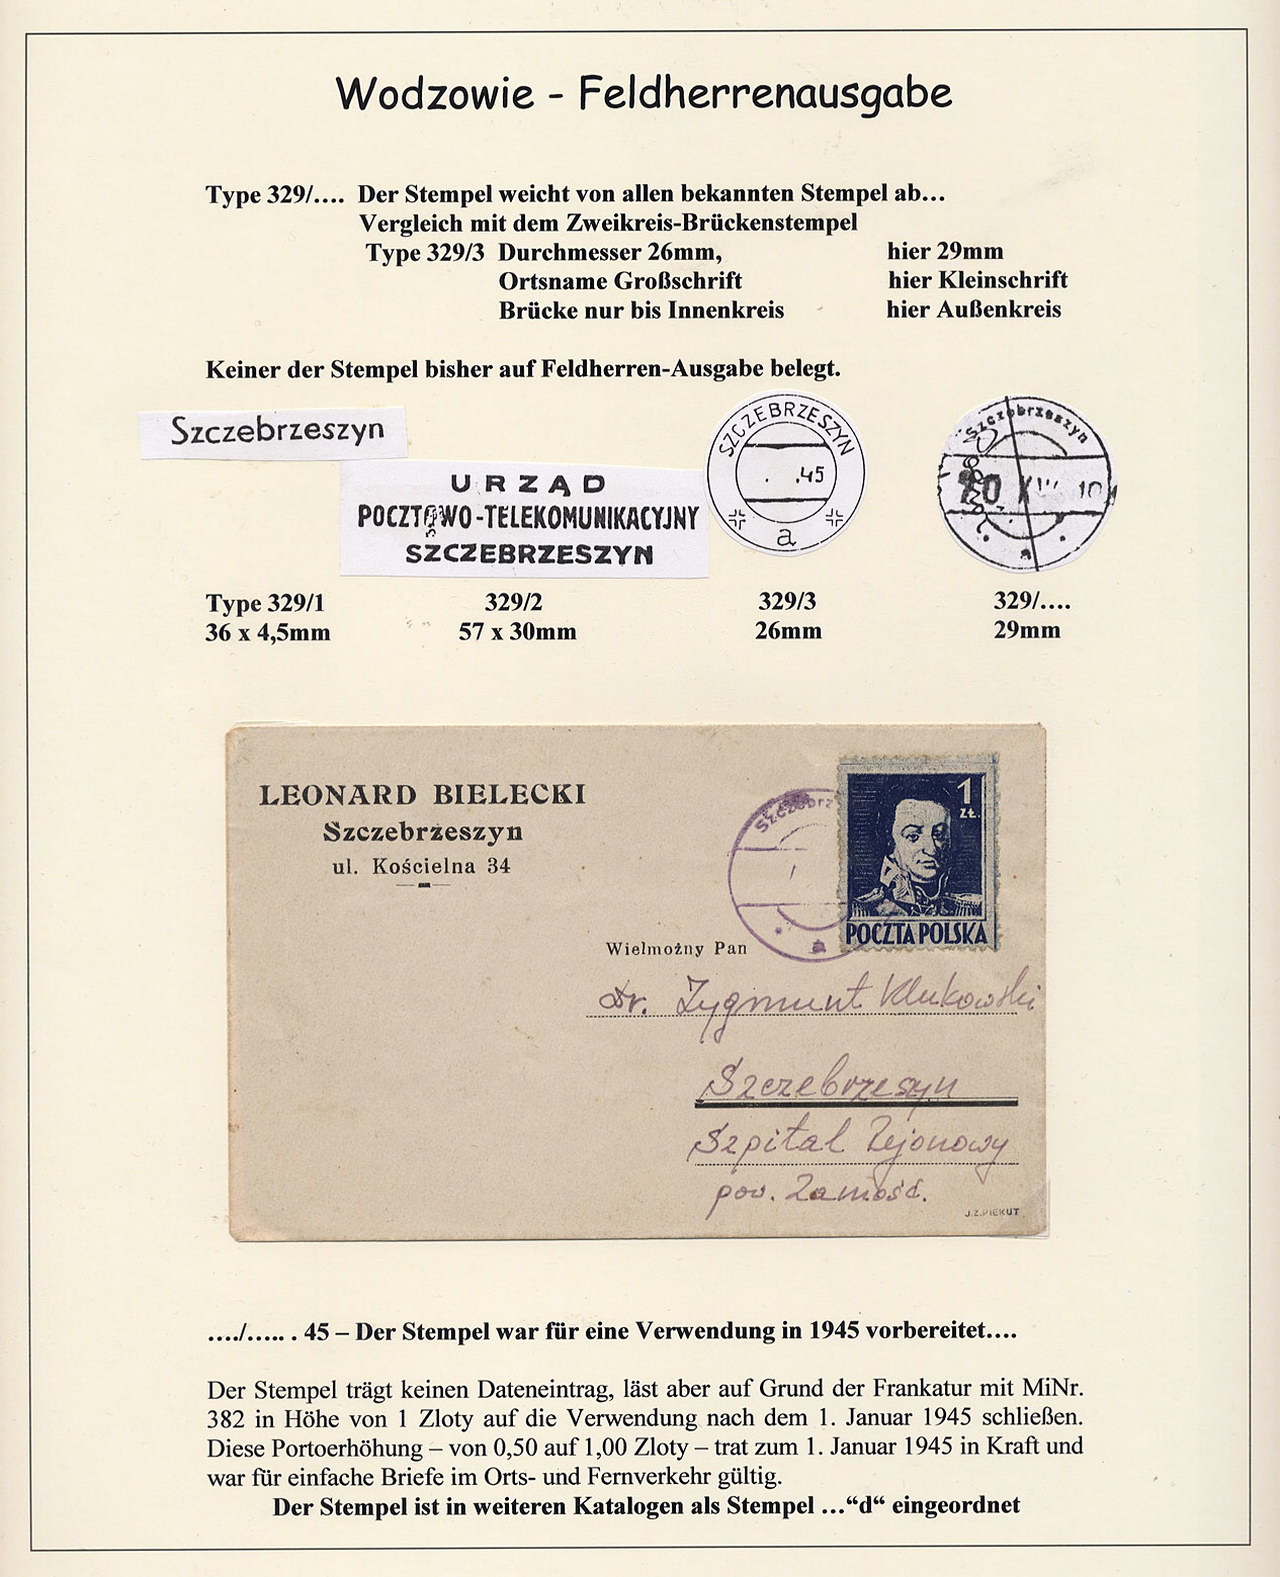 Wodzowie - Feldherrenausgabe
Type 329/…. Der Stempel weicht von allen bekannten Stempel ab…
Vergleich mit dem Zweikreis-Brückenstempel
Type 329/3 Durchmesser 26mm, hier 29mm
Ortsname Großschrift hier Kleinschrift
Brücke nur bis Innenkreis hier Außenkreis
Keiner der Stempel bisher auf Feldherren-Ausgabe belegt.
Szczebrzeszyn
URZĄD
POCZTOWO-TELEKOMUNIKACYJNY
SZCZEBRZESZYN
SZCZEBRZESZYN
. .45
a
Szczebrzeszyn
a
Type 329/1 329/2 329/3 329/….
36 x 4,5mm 57 x 30mm 26mm 29mm
LEONARD BIELECKI
Szczebrzeszyn
ul. Kościelna 34
1
ZŁ.
POCZTA POLSKA
Szczebrz
a
Wielmożny Pan
Dr. Zygmunt Klukowski
Szczebrzeszyn
Szpital Rejonowy
pow. Zamość.
J.Z.PIEKUT
…./….. . 45 – Der Stempel war für eine Verwendung in 1945 vorbereitet….
Der Stempel trägt keinen Dateneintrag, läst aber auf Grund der Frankatur mit MiNr.
382 in Höhe von 1 Zloty auf die Verwendung nach dem 1. Januar 1945 schließen.
Diese Portoerhöhung – von 0,50 auf 1,00 Zloty – trat zum 1. Januar 1945 in Kraft und
war für einfache Briefe im Orts- und Fernverkehr gültig.
Der Stempel ist in weiteren Katalogen als Stempel …“d“ eingeordnet